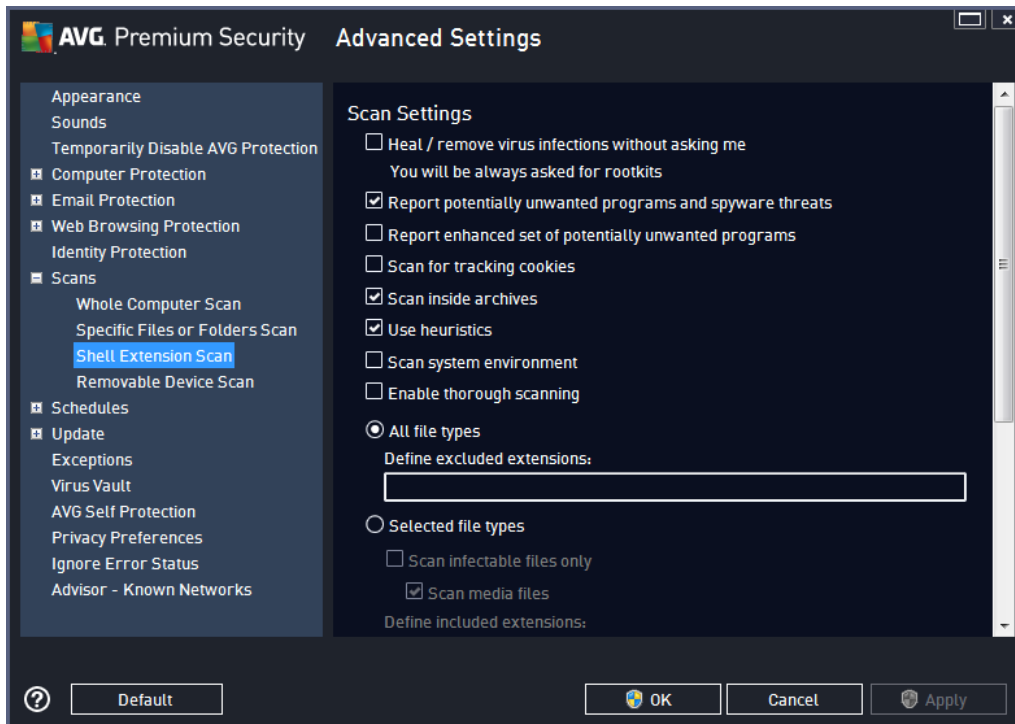 AVG. Premium Security
Advanced Settings
Appearance
Sounds
Temporarily Disable AVG Protection
Computer Protection
Email Protection
Web Browsing Protection
Identity Protection
Scans
Whole Computer Scan
Specific Files or Folders Scan
Shell Extension Scan
Removable Device Scan
Schedules
Update
Exceptions
Virus Vault
AVG Self Protection
Privacy Preferences
Ignore Error Status
Advisor - Known Networks
Scan Settings
Heal / remove virus infections without asking me
You will be always asked for rootkits
Report potentially unwanted programs and spyware threats
Report enhanced set of potentially unwanted programs
Scan for tracking cookies
Scan inside archives
Use heuristics
Scan system environment
Enable thorough scanning
All file types
Define excluded extensions:
Selected file types
Scan infectable files only
Scan media files
Define included extensions:
? Default
OK
Cancel
Apply